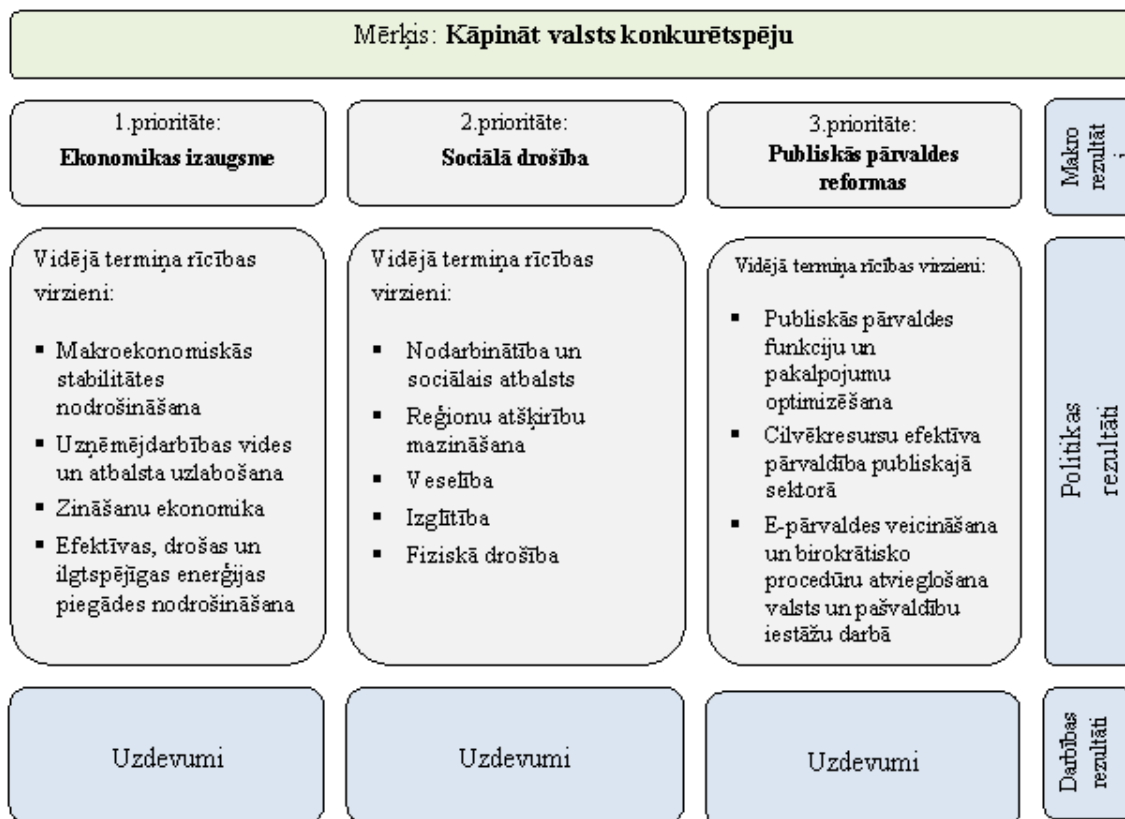 Mērķis: Kāpināt valsts konkurētspēju
1.prioritāte:
Ekonomikas izaugsme
2.prioritāte:
Sociālā drošība
3.prioritāte:
Publiskās pārvaldes
reformas
Makro
rezultāt
i
Vidējā termiņa rīcības
virzieni:
▪ Makroekonomiskās
stabilitātes
nodrošināšana
▪ Uzņēmējdarbības vides
un atbalsta uzlabošana
▪ Zināšanu ekonomika
▪ Efektīvas, drošas un
ilgtspējīgas enerģijas
piegādes nodrošināšana
Vidējā termiņa rīcības
virzieni:
▪ Nodarbinātība un
sociālais atbalsts
▪ Reģionu atšķirību
mazināšana
▪ Veselība
▪ Izglītība
▪ Fiziskā drošība
Vidējā termiņa rīcības virzieni:
▪ Publiskās pārvaldes
funkciju un
pakalpojumu
optimizēšana
▪ Cilvēkresursu efektīva
pārvaldība publiskajā
sektorā
▪ E-pārvaldes veicināšana
un birokrātisko
procedūru atvieglošana
valsts un pašvaldību
iestāžu darbā
Politikas
rezultāti
Uzdevumi
Uzdevumi
Uzdevumi
Darbības
rezultāti